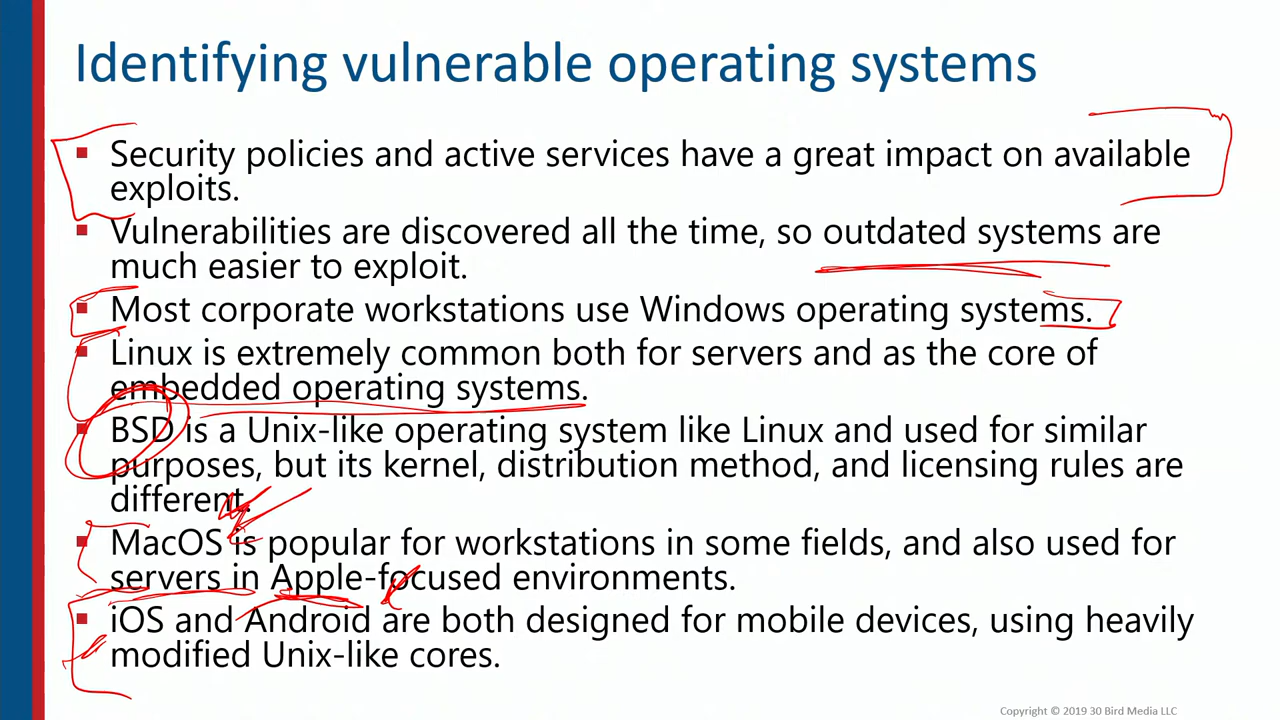 Identifying vulnerable operating systems
Security policies and active services have a great impact on available
exploits.
Vulnerabilities are discovered all the time, so outdated systems are
much easier to exploit.
Most corporate workstations use Windows operating systems.
Linux is extremely common both for servers and as the core of
embedded operating systems.
BSD is a Unix-like operating system like Linux and used for similar
purposes, but its kernel, distribution method, and licensing rules are
different.
MacOS is popular for workstations in some fields, and also used for
servers in Apple-focused environments.
iOS and Android are both designed for mobile devices, using heavily
modified Unix-like cores.
Copyright © 2019 30 Bird Media LLC